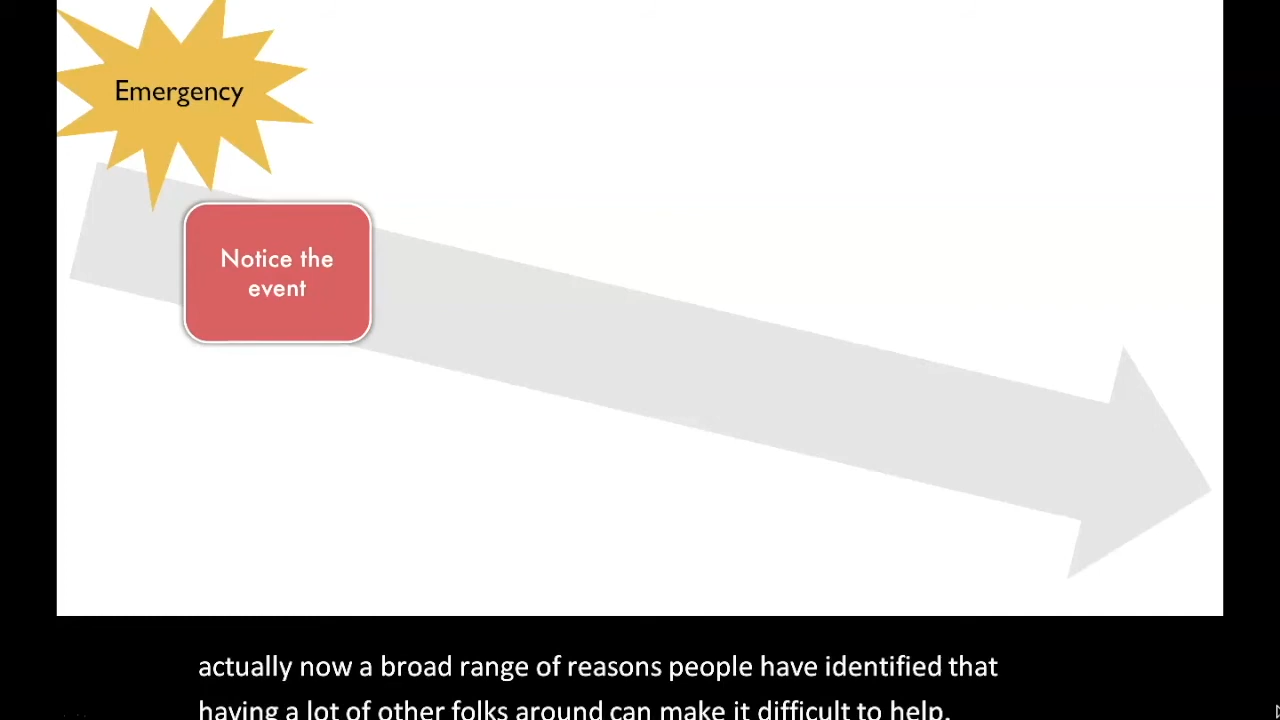 Emergency
Notice the
event
actually now a broad range of reasons people have identified that
having a lot of other folks around can make it difficult to help.